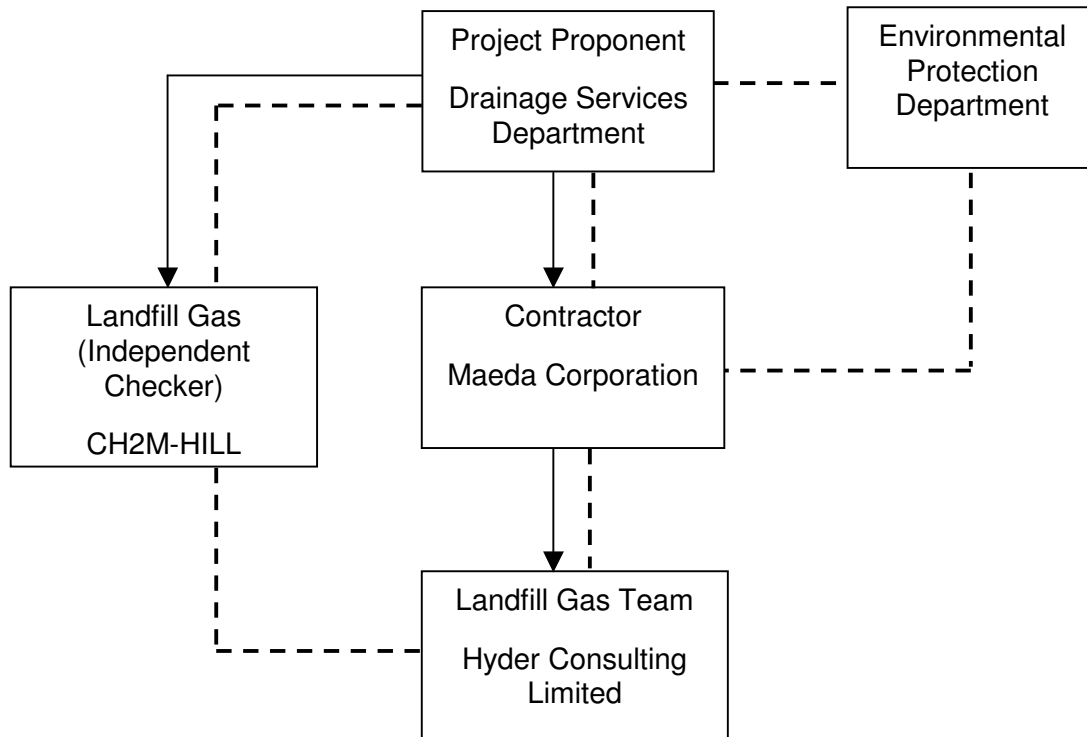 Project Proponent
Drainage Services
Department
Environmental
Protection
Department
Landfill Gas
(Independent
Checker)
CH2M-HILL
Contractor
Maeda Corporation
Landfill Gas Team
Hyder Consulting
Limited